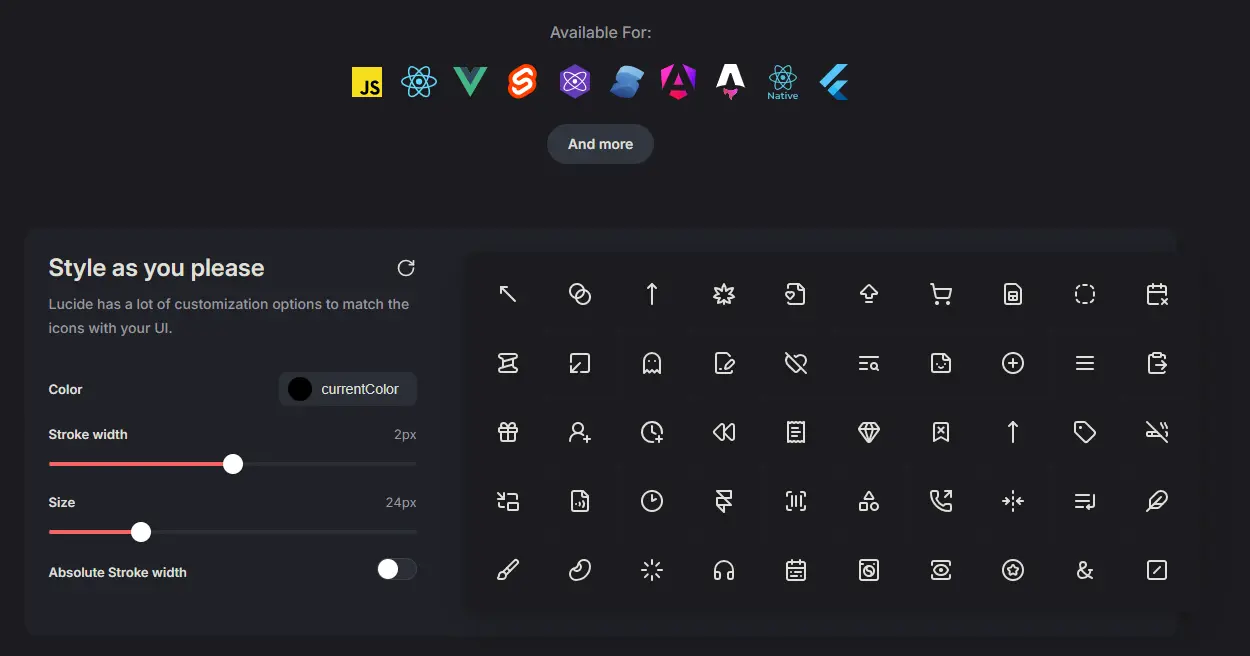 Available For:
JS
Native
And more
Style as you please
Lucide has a lot of customization options to match the
icons with your UI.
Color
currentColor
Stroke width
2px
Size
24px
Absolute Stroke width